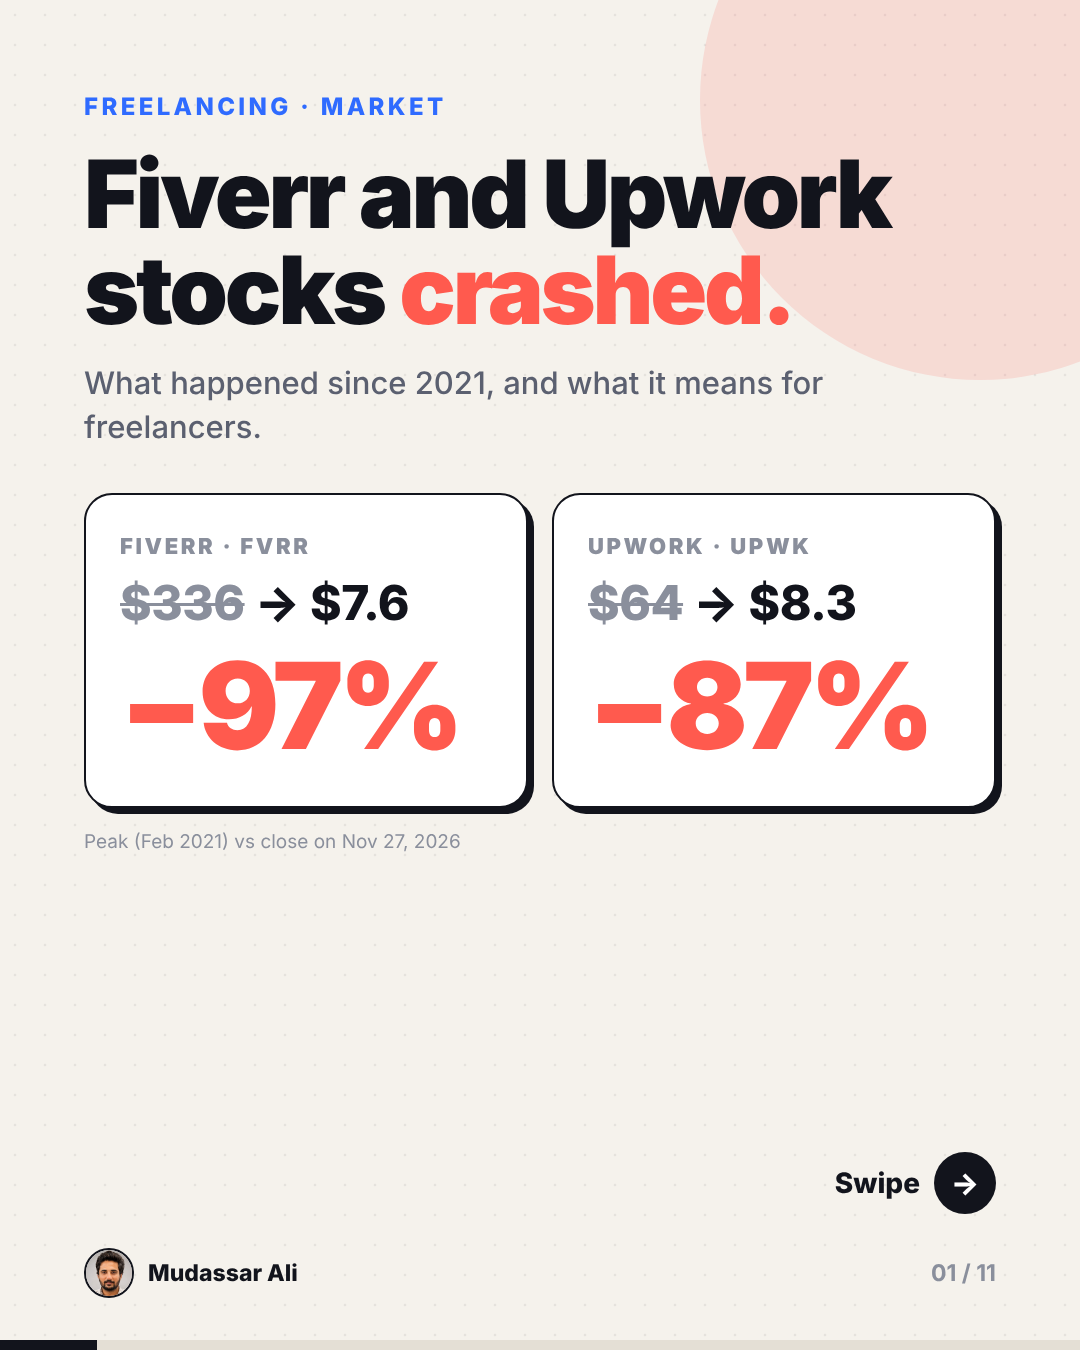 FREELANCING · MARKET
Fiverr and Upwork
stocks crashed.
What happened since 2021, and what it means for
freelancers.
FIVERR · FVRR
$336 → $7.6
−97%
UPWORK · UPWK
$64 → $8.3
−87%
Peak (Feb 2021) vs close on Nov 27, 2026
Swipe →
Mudassar Ali
01 / 11